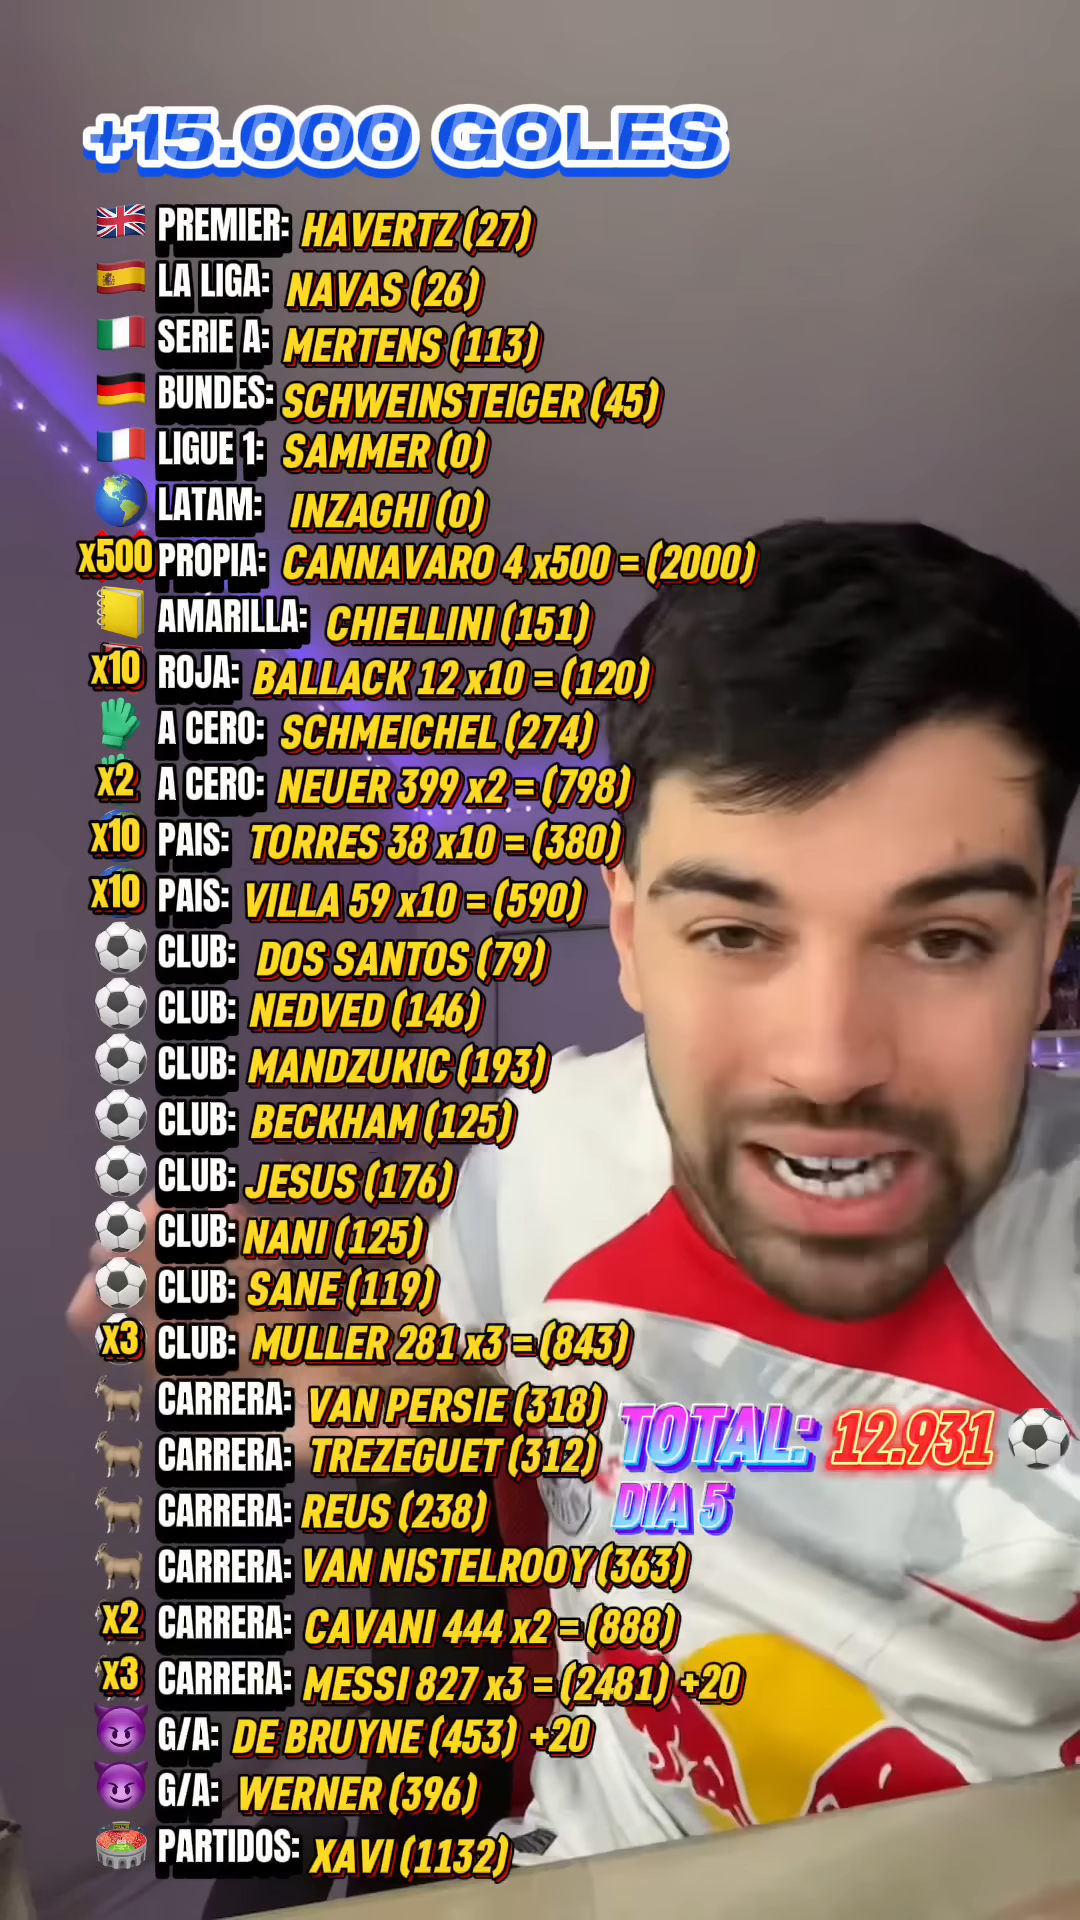 +15.000 GOLES
PREMIER: HAVERTZ (27)
LA LIGA: NAVAS (26)
SERIE A: MERTENS (113)
BUNDES: SCHWEINSTEIGER (45)
LIGUE 1: SAMMER (0)
LATAM: INZAGHI (0)
X500 PROPIA: CANNAVARO 4 x500 = (2000)
AMARILLA: CHIELLINI (151)
X10 ROJA: BALLACK 12 x10 = (120)
A CERO: SCHMEICHEL (274)
X2 A CERO: NEUER 399 x2 = (798)
X10 PAIS: TORRES 38 x10 = (380)
X10 PAIS: VILLA 59 x10 = (590)
CLUB: DOS SANTOS (79)
CLUB: NEDVED (146)
CLUB: MANDZUKIC (193)
CLUB: BECKHAM (125)
CLUB: JESUS (176)
CLUB: NANI (125)
CLUB: SANE (119)
X3 CLUB: MULLER 281 x3 = (843)
CARRERA: VAN PERSIE (318)
CARRERA: TREZEGUET (312)
TOTAL: 12.931
DIA 5
CARRERA: REUS (238)
CARRERA: VAN NISTELROOY (363)
X2 CARRERA: CAVANI 444 x2 = (888)
X3 CARRERA: MESSI 827 x3 = (2481) +20
G/A: DE BRUYNE (453) +20
G/A: WERNER (396)
PARTIDOS: XAVI (1132)